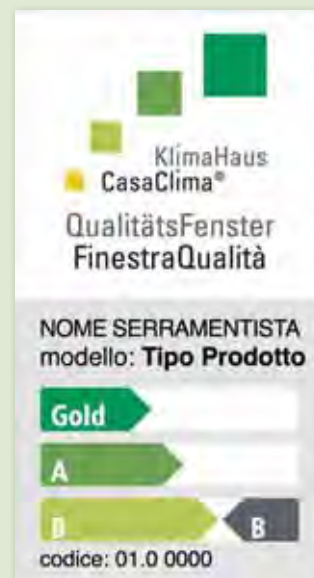 KlimaHaus
CasaClima®
QualitätsFenster
FinestraQualità
NOME SERRAMENTISTA
modello: Tipo Prodotto
Gold
A
B B
codice: 01.0 0000